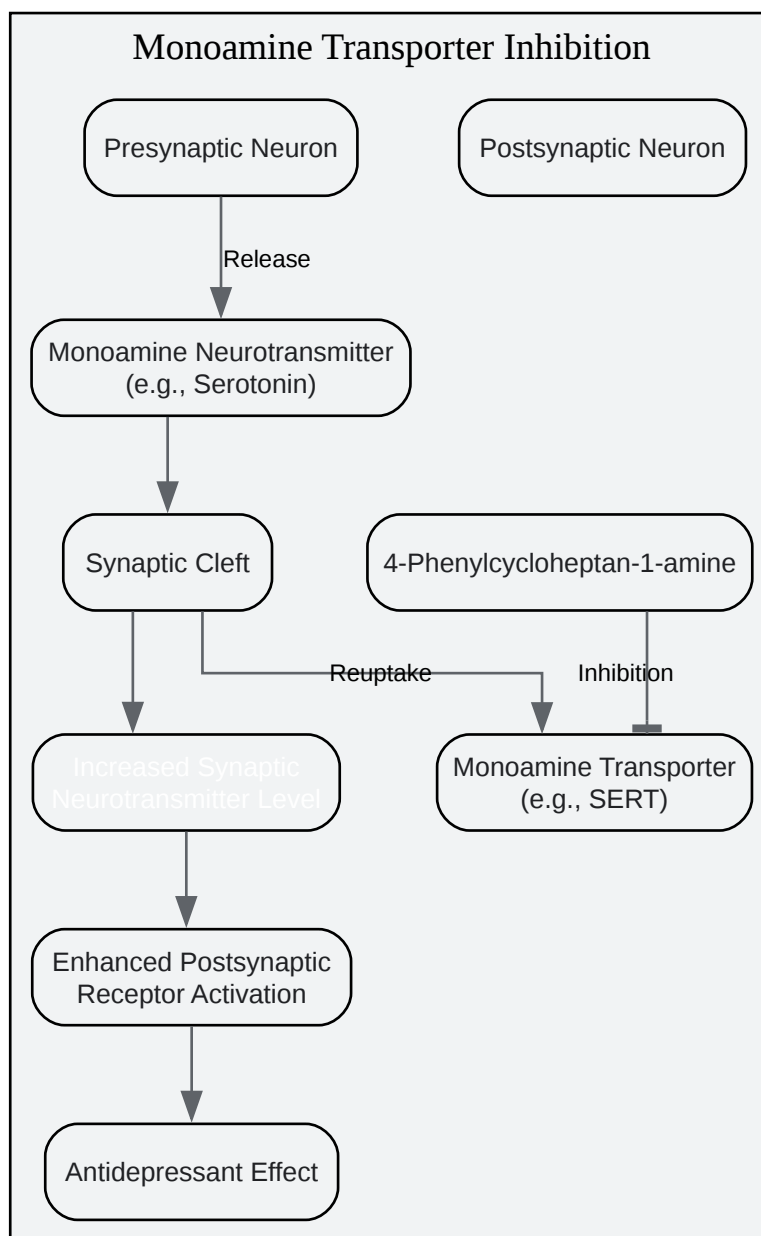 Monoamine Transporter Inhibition
Presynaptic Neuron
Postsynaptic Neuron
Release
Monoamine Neurotransmitter
(e.g., Serotonin)
Synaptic Cleft
4-Phenylcycloheptan-1-amine
Reuptake
Inhibition
Increased Synaptic
Neurotransmitter Level
Monoamine Transporter
(e.g., SERT)
Enhanced Postsynaptic
Receptor Activation
Antidepressant Effect